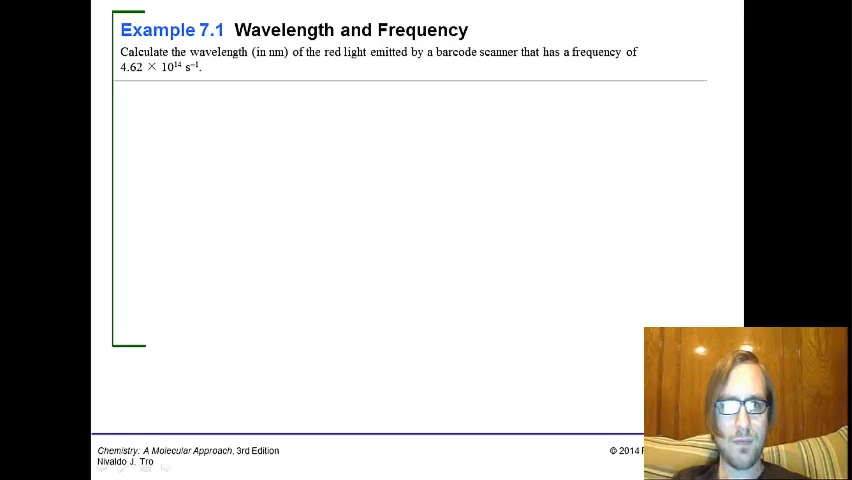 Example 7.1 Wavelength and Frequency
Calculate the wavelength (in nm) of the red light emitted by a barcode scanner that has a frequency of
4.62 × 10¹⁴ s⁻¹.
Chemistry: A Molecular Approach, 3rd Edition
Nivaldo J. Tro
© 2014